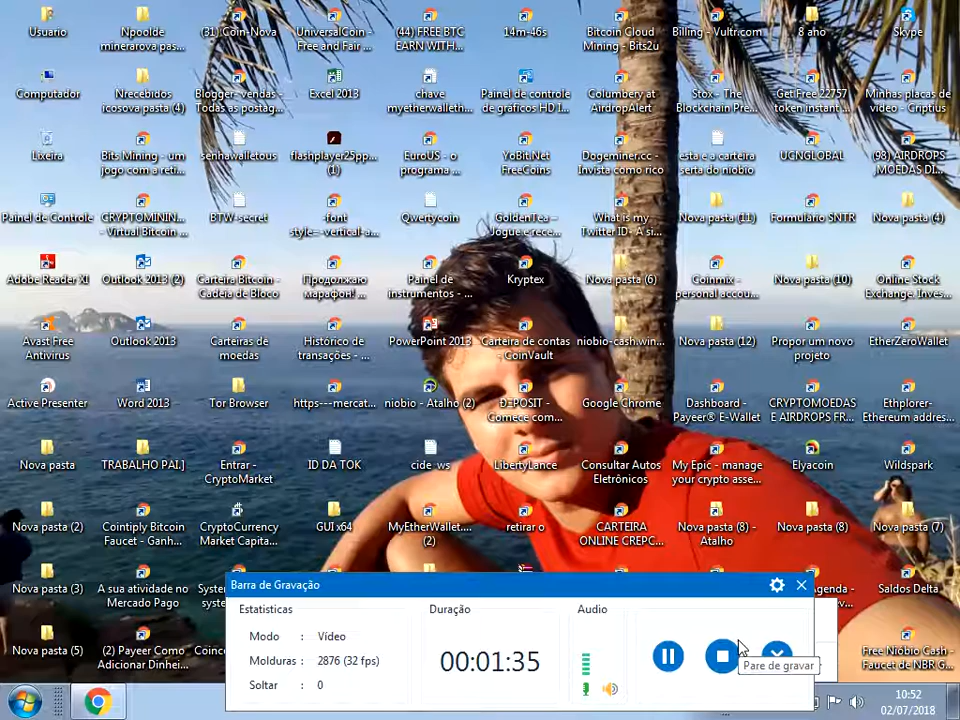 Usuario
Npoolde
minerarova pas...
(31) Coin-Nova
UniversalCoin -
Free and Fair ...
(44) FREE BTC
EARN WITH...
14m-46s
Bitcoin Cloud
Mining - Bits2u
Billing - Vultr.com
8 ano
Skype
Computador
Nrecebidos
icosova pasta (4)
Blogger- vendas -
Todas as postag...
Excel 2013
chave
myetherwalleth...
Painel de controle
de gráficos HD I...
Columbery at
AirdropAlert
Stox - The
Blockchain Pre...
Get Free 22757
token instant ...
Minhas placas de
vídeo - Criptius
Lixeira
Bits Mining - um
jogo com a reti...
senhawalletous
flashplayer25pp...
(1)
EuroUS - o
programa ...
YoBit.Net
FreeCoins
Dogeminer.cc -
Invista como rico
esta e a carteira
serta do niobio
UCNGLOBAL
(98) AIRDROPS
,MOEDAS DI...
Painel de Controle
CRYPTOMININ...
- Virtual Bitcoin ...
BTW-secret
-font
style=-vertical-a...
Qwertycoin
GoldenTea -
Jogue e rece...
What is my
Twitter ID- A si...
Nova pasta (11)
Formulário SNTR
Nova pasta (4)
Adobe Reader XI
Outlook 2013 (2)
Carteira Bitcoin -
Cadeia de Bloco
Продолжаю
марафон! ...
Painel de
instrumentos - ...
Kryptex
Nova pasta (6)
Coinmix -
personal accou...
Nova pasta (10)
Online Stock
Exchange. Inves...
Avast Free
Antivirus
Outlook 2013
Carteiras de
moedas
Histórico de
transações - ...
PowerPoint 2013
Carteira de contas
- CoinVault
niobio-cash.win...
Nova pasta (12)
Propor um novo
projeto
EtherZeroWallet
Active Presenter
Word 2013
Tor Browser
https---mercat...
niobio - Atalho (2)
DEPOSIT -
Comece com...
Google Chrome
Dashboard -
Payeer® E-Wallet
CRYPTOMOEDAS
E AIRDROPS FR...
Ethplorer-
Ethereum addres...
Nova pasta
TRABALHO PAI.]
Entrar -
CryptoMarket
ID DA TOK
cide ws
LibertyLance
Consultar Autos
Eletrônicos
My Epic - manage
your crypto asse...
Elyacoin
Wildspark
Nova pasta (2)
Cointiply Bitcoin
Faucet - Ganh...
CryptoCurrency
Market Capita...
GUI x64
MyEtherWallet....
(2)
retirar o
CARTEIRA
ONLINE CREPC...
Nova pasta (8) -
Atalho
Nova pasta (8)
Nova pasta (7)
Nova pasta (3)
A sua atividade no
Mercado Pago
Saldos Delta
Nova pasta (5)
(2) Payeer Como
Adicionar Dinhei...
Free Nióbio Cash -
Faucet de NBR G...
Barra de Gravação
Estatisticas
Duração
Audio
Modo : Vídeo
Molduras : 2876 (32 fps)
Soltar : 0
00:01:35
Pare de gravar
10:52
02/07/2018